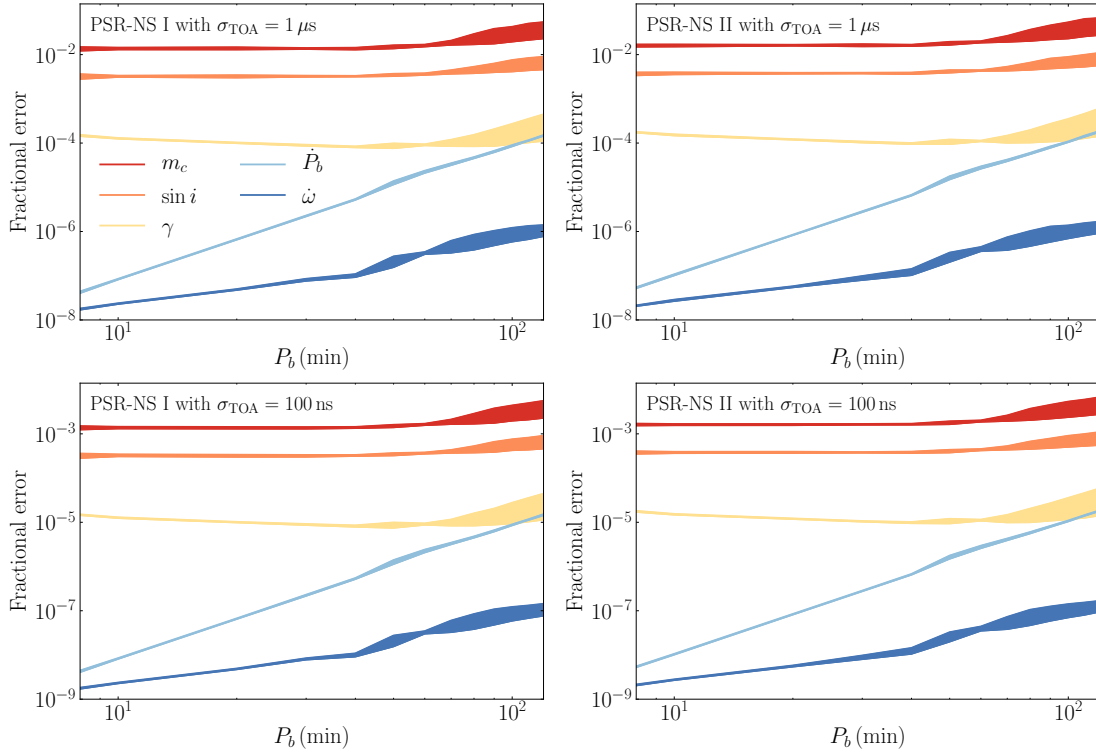 PSR-NS I with σ_TOA = 1 μs
Fractional error
10^−2
10^−4
10^−6
10^−8
m_c
sin i
γ
Ṗ_b
ω̇
10^1
10^2
P_b (min)
PSR-NS II with σ_TOA = 1 μs
Fractional error
10^−2
10^−4
10^−6
10^−8
10^1
10^2
P_b (min)
PSR-NS I with σ_TOA = 100 ns
Fractional error
10^−3
10^−5
10^−7
10^−9
10^1
10^2
P_b (min)
PSR-NS II with σ_TOA = 100 ns
Fractional error
10^−3
10^−5
10^−7
10^−9
10^1
10^2
P_b (min)